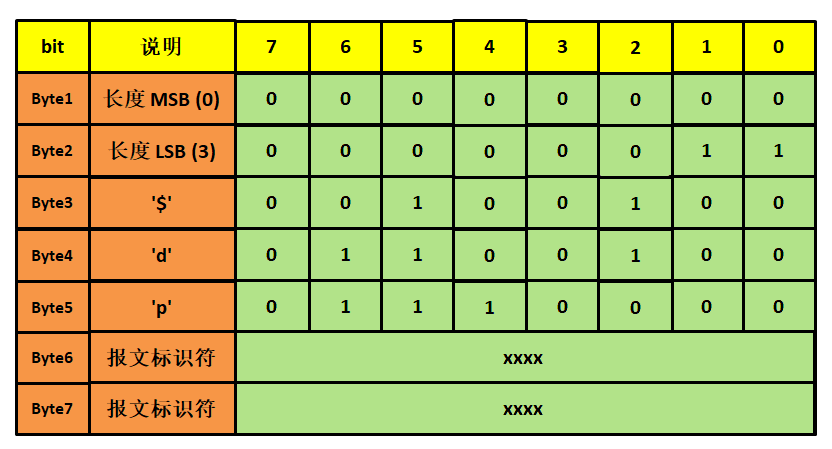 bit 说明 7 6 5 4 3 2 1 0
Byte1 长度 MSB (0) 0 0 0 0 0 0 0 0
Byte2 长度 LSB (3) 0 0 0 0 0 0 1 1
Byte3 '$' 0 0 1 0 0 1 0 0
Byte4 'd' 0 1 1 0 0 1 0 0
Byte5 'p' 0 1 1 1 0 0 0 0
Byte6 报文标识符 xxxx
Byte7 报文标识符 xxxx